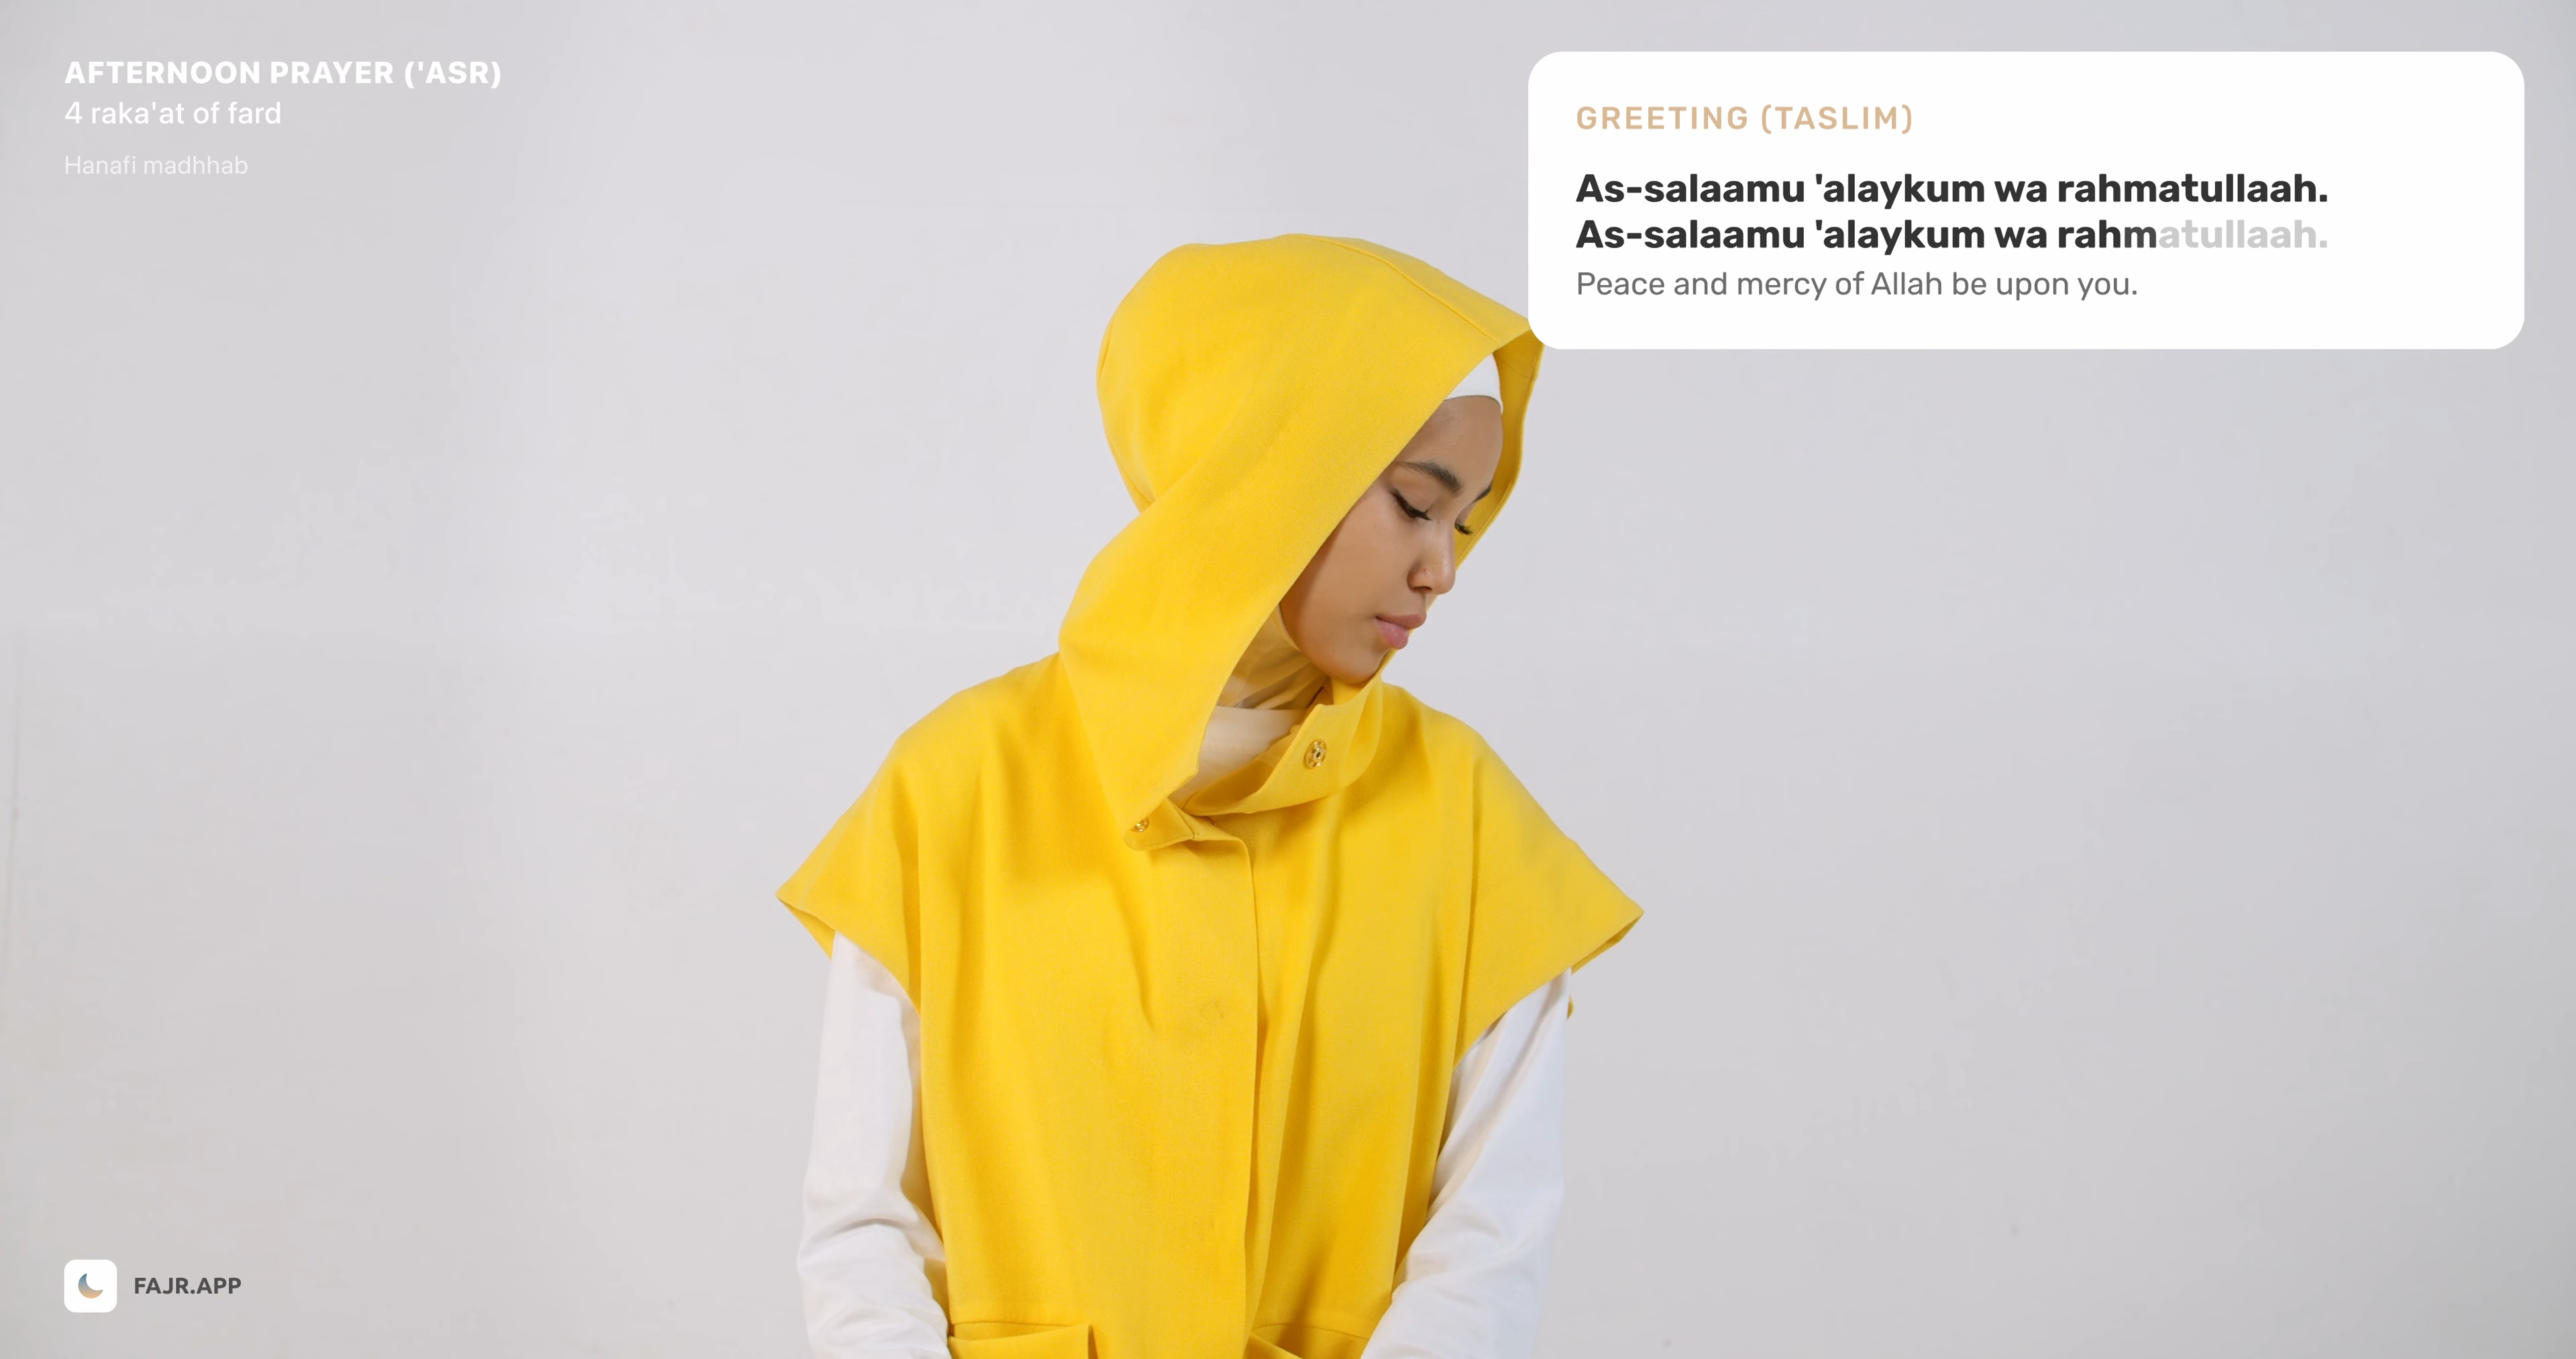 AFTERNOON PRAYER ('ASR)
4 raka'at of fard
Hanafi madhhab
GREETING (TASLIM)
As-salaamu 'alaykum wa rahmatullaah.
As-salaamu 'alaykum wa rahmatullaah.
Peace and mercy of Allah be upon you.
FAJR.APP